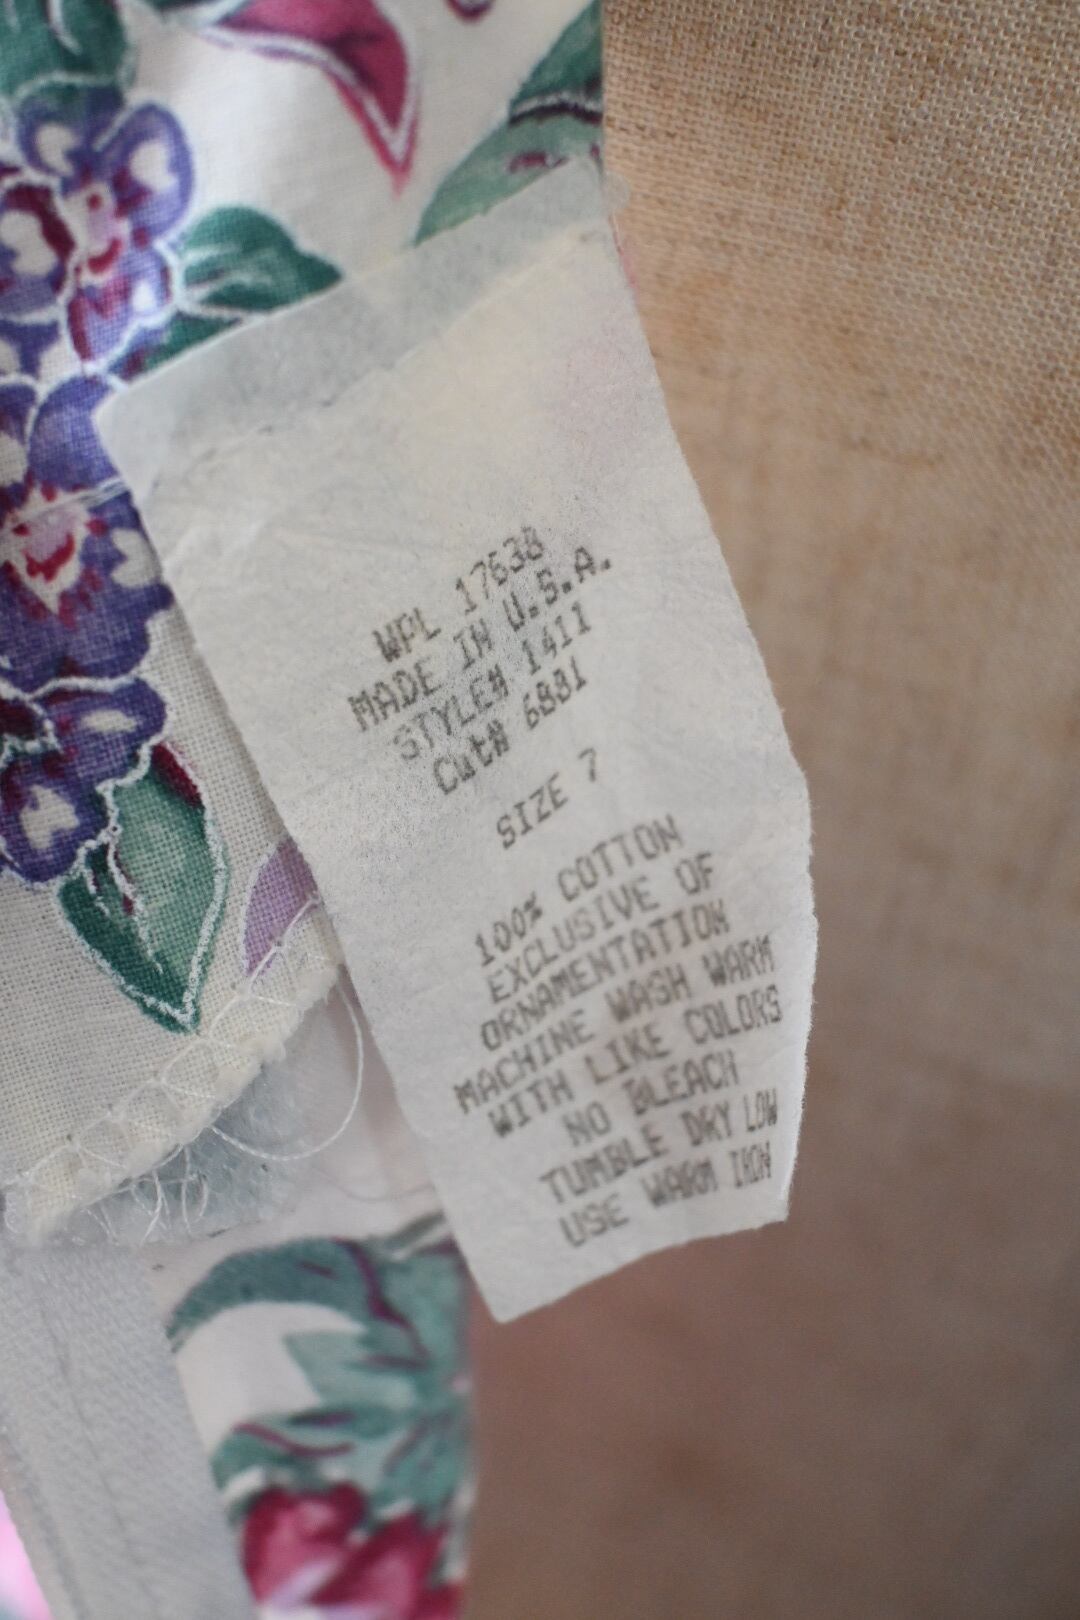 WPL 17638
MADE IN U.S.A.
STYLE# 1411
Cut# 6881
SIZE 7
100% COTTON
EXCLUSIVE OF
ORNAMENTATION
MACHINE WASH WARM
WITH LIKE COLORS
NO BLEACH
TUMBLE DRY LOW
USE WARM IRON